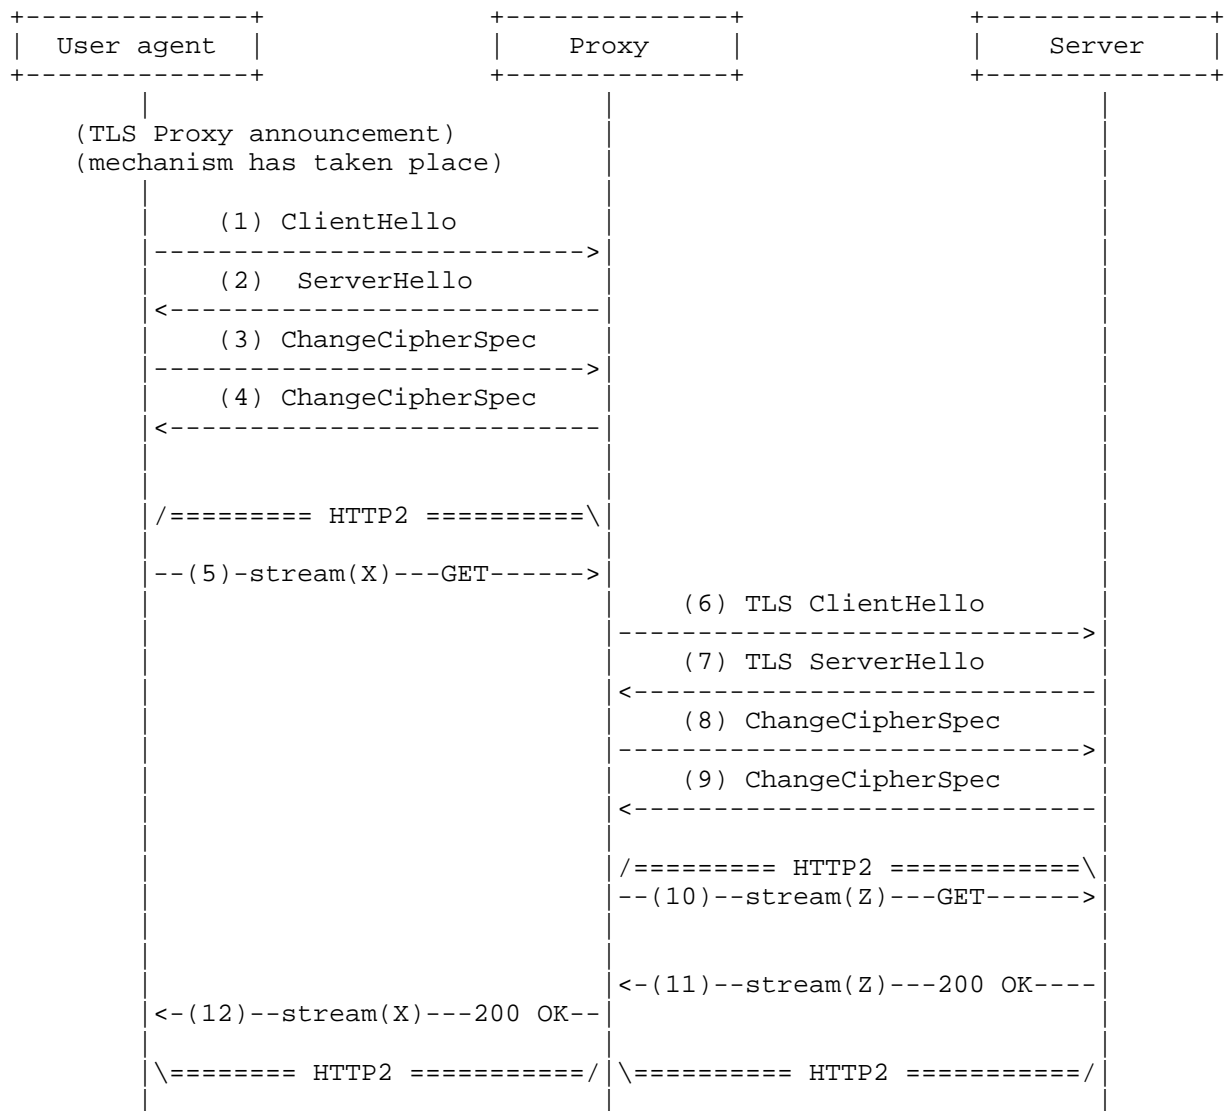 User agent Proxy Server
(TLS Proxy announcement)
(mechanism has taken place)
(1) ClientHello
(2) ServerHello
(3) ChangeCipherSpec
(4) ChangeCipherSpec
HTTP2
(5)-stream(X)---GET
(6) TLS ClientHello
(7) TLS ServerHello
(8) ChangeCipherSpec
(9) ChangeCipherSpec
HTTP2
(10)--stream(Z)---GET
(11)--stream(Z)---200 OK
(12)--stream(X)---200 OK
HTTP2 HTTP2